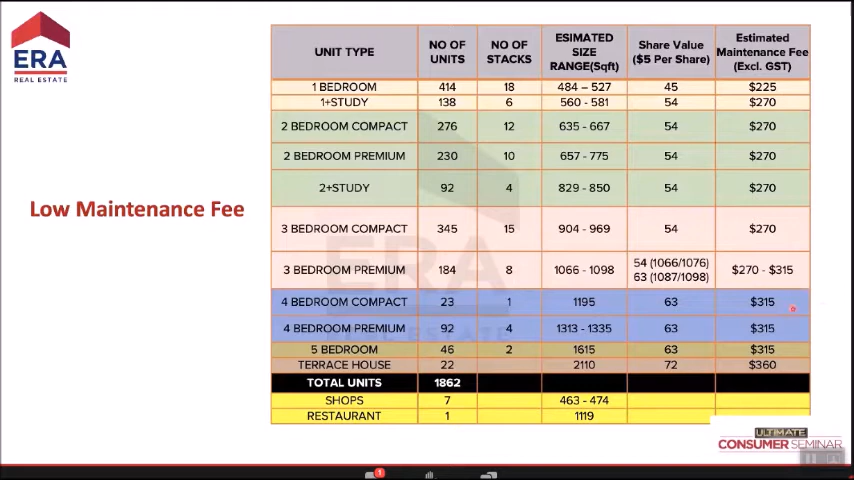 ERA
REAL ESTATE
Low Maintenance Fee
UNIT TYPE NO OF UNITS NO OF STACKS ESIMATED SIZE RANGE(Sqft) Share Value ($5 Per Share) Estimated Maintenance Fee (Excl. GST)
1 BEDROOM 414 18 484 – 527 45 $225
1+STUDY 138 6 560 - 581 54 $270
2 BEDROOM COMPACT 276 12 635 - 667 54 $270
2 BEDROOM PREMIUM 230 10 657 - 775 54 $270
2+STUDY 92 4 829 - 850 54 $270
3 BEDROOM COMPACT 345 15 904 - 969 54 $270
3 BEDROOM PREMIUM 184 8 1066 - 1098 54 (1066/1076) 63 (1087/1098) $270 - $315
4 BEDROOM COMPACT 23 1 1195 63 $315
4 BEDROOM PREMIUM 92 4 1313 - 1335 63 $315
5 BEDROOM 46 2 1615 63 $315
TERRACE HOUSE 22 2110 72 $360
TOTAL UNITS 1862
SHOPS 7 463 - 474
RESTAURANT 1 1119
ERA
REAL ESTATE
ULTIMATE
CONSUMER SEMINAR
1